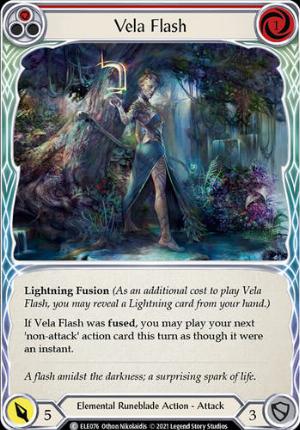 Vela Flash
1
Lightning Fusion (As an additional cost to play Vela
Flash, you may reveal a Lightning card from your hand.)
If Vela Flash was fused, you may play your next
'non-attack' action card this turn as though it were
an instant.
A flash amidst the darkness; a surprising spark of life.
5
Elemental Runeblade Action - Attack
3
C ELE076 Othon Nikolaidis © 2021 Legend Story Studios